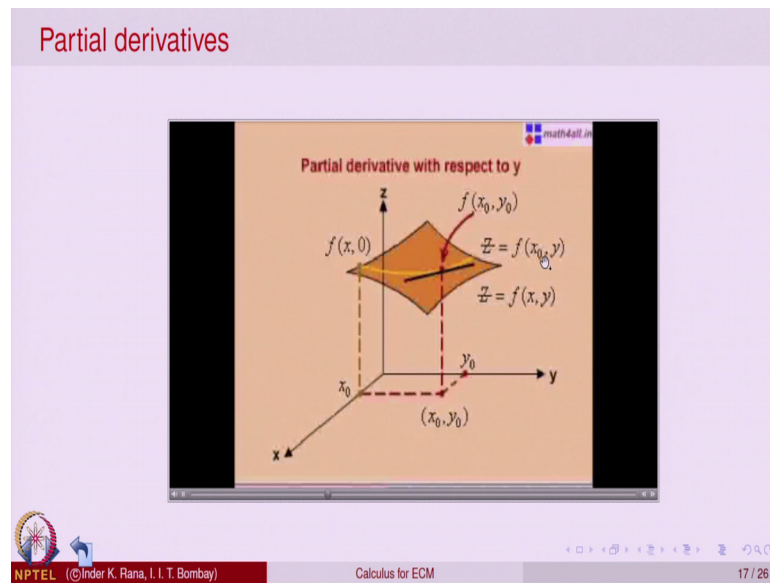 Partial derivatives
math4all.in
Partial derivative with respect to y
z
f(x₀,y₀)
f(x,0)
Z = f(x₀,y)
Z = f(x,y)
y₀
y
x₀
(x₀,y₀)
x
NPTEL (©Inder K. Rana, I. I. T. Bombay) Calculus for ECM 17 / 26